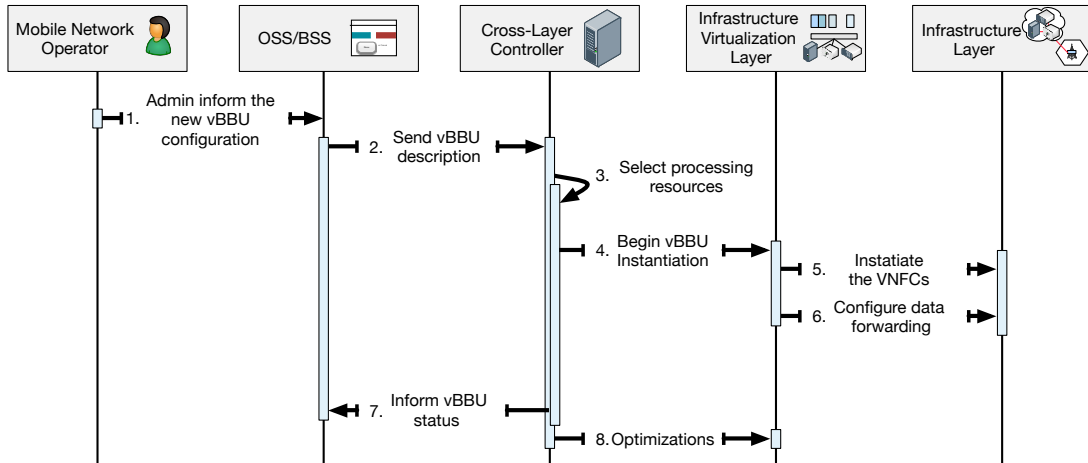 Mobile Network
Operator
OSS/BSS
Cross-Layer
Controller
Infrastructure
Virtualization
Layer
Infrastructure
Layer
1. Admin inform the
new vBBU
configuration
2. Send vBBU
description
3. Select processing
resources
4. Begin vBBU
Instantiation
5. Instatiate
the VNFCs
6. Configure data
forwarding
7. Inform vBBU
status
8. Optimizations